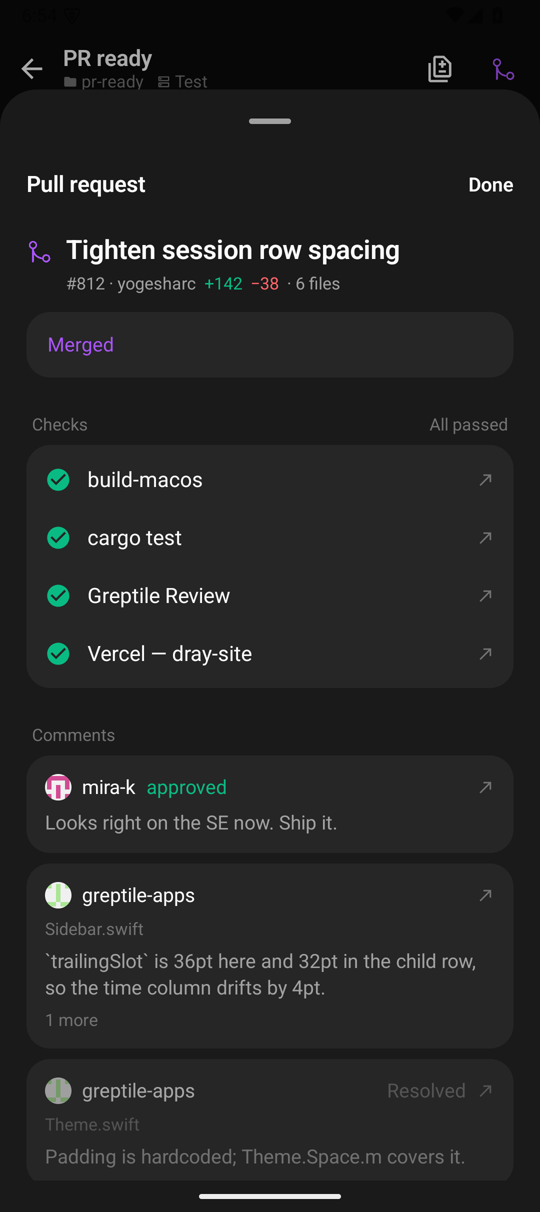 PR ready
pr-ready Test
Pull request Done
Tighten session row spacing
#812 · yogesharc +142 −38 · 6 files
Merged
Checks All passed
build-macos
cargo test
Greptile Review
Vercel — dray-site
Comments
mira-k approved
Looks right on the SE now. Ship it.
greptile-apps
Sidebar.swift
`trailingSlot` is 36pt here and 32pt in the child row,
so the time column drifts by 4pt.
1 more
greptile-apps Resolved
Theme.swift
Padding is hardcoded; Theme.Space.m covers it.